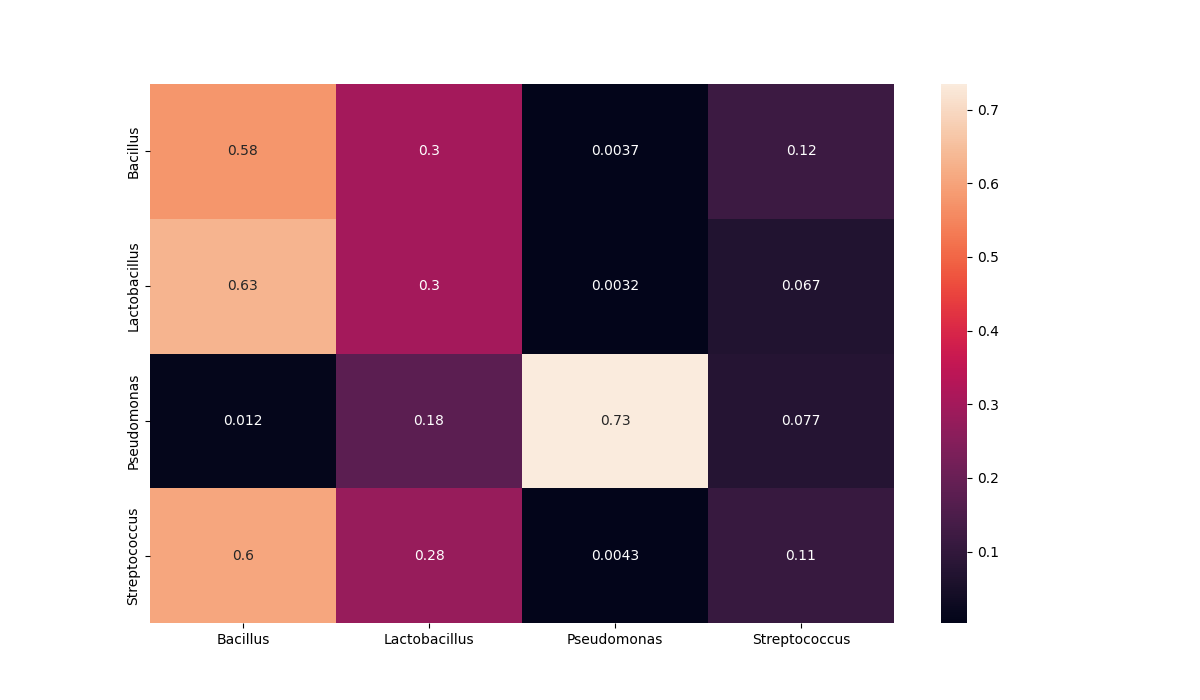 Bacillus 0.58 0.3 0.0037 0.12
Lactobacillus 0.63 0.3 0.0032 0.067
Pseudomonas 0.012 0.18 0.73 0.077
Streptococcus 0.6 0.28 0.0043 0.11
Bacillus Lactobacillus Pseudomonas Streptococcus
0.7
0.6
0.5
0.4
0.3
0.2
0.1